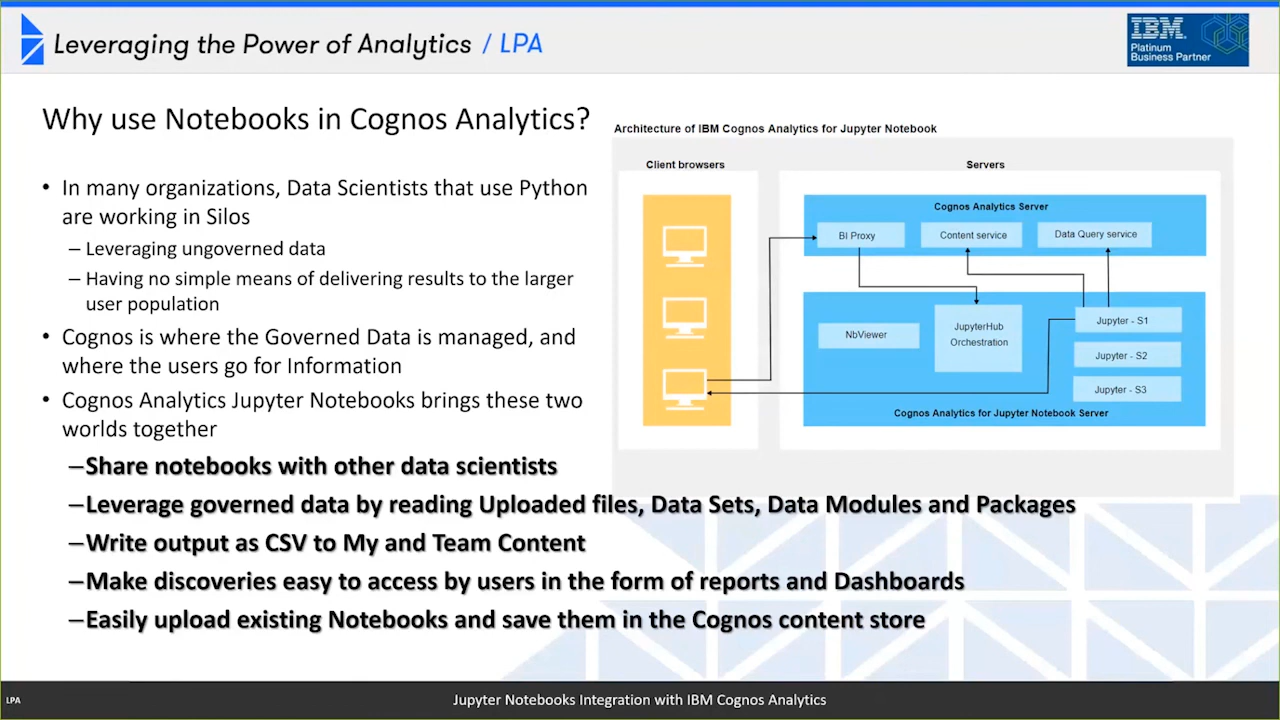 Leveraging the Power of Analytics / LPA
IBM.
Platinum
Business Partner
Why use Notebooks in Cognos Analytics?
• In many organizations, Data Scientists that use Python
are working in Silos
– Leveraging ungoverned data
– Having no simple means of delivering results to the larger
user population
• Cognos is where the Governed Data is managed, and
where the users go for Information
• Cognos Analytics Jupyter Notebooks brings these two
worlds together
–Share notebooks with other data scientists
–Leverage governed data by reading Uploaded files, Data Sets, Data Modules and Packages
–Write output as CSV to My and Team Content
–Make discoveries easy to access by users in the form of reports and Dashboards
–Easily upload existing Notebooks and save them in the Cognos content store
Architecture of IBM Cognos Analytics for Jupyter Notebook
Client browsers
Servers
Cognos Analytics Server
BI Proxy
Content service
Data Query service
NbViewer
JupyterHub
Orchestration
Jupyter - S1
Jupyter - S2
Jupyter - S3
Cognos Analytics for Jupyter Notebook Server
LPA
Jupyter Notebooks Integration with IBM Cognos Analytics